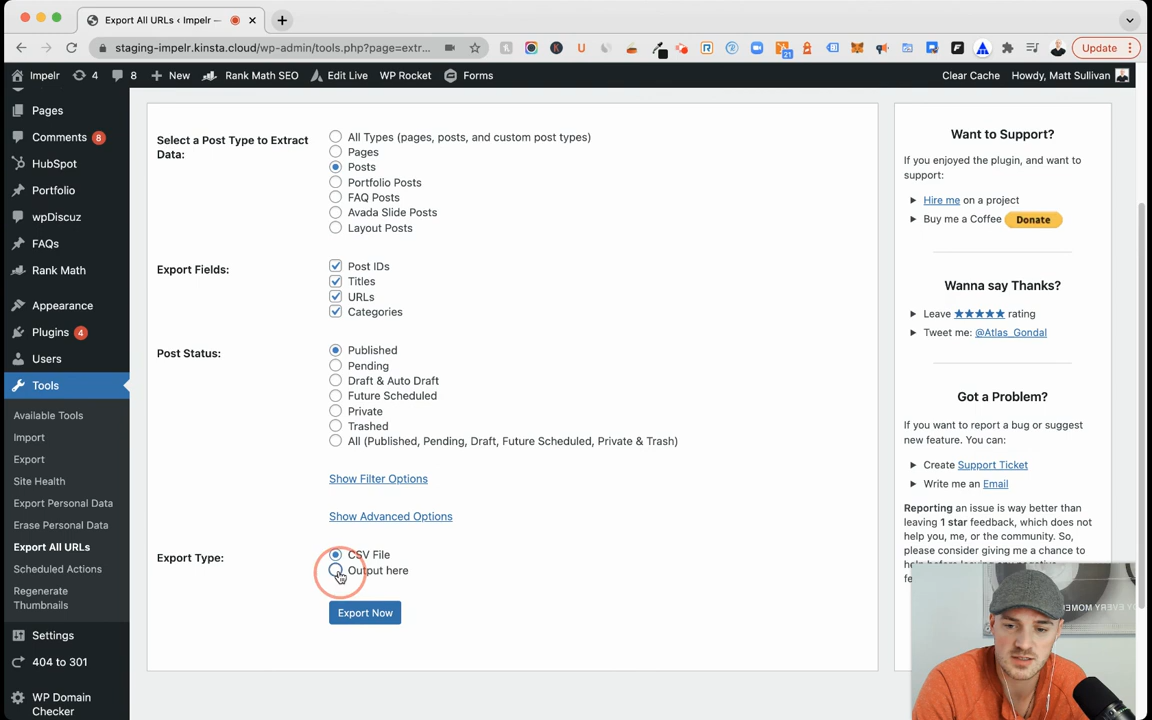 Export All URLs ‹ Impelr —
staging-impelr.kinsta.cloud/wp-admin/tools.php?page=extr...
21
Update
Impelr
4
8
New
Rank Math SEO
Edit Live
WP Rocket
Forms
Clear Cache
Howdy, Matt Sullivan
Pages
Comments 8
HubSpot
Portfolio
wpDiscuz
FAQs
Rank Math
Appearance
Plugins 4
Users
Tools
Available Tools
Import
Export
Site Health
Export Personal Data
Erase Personal Data
Export All URLs
Scheduled Actions
Regenerate
Thumbnails
Settings
404 to 301
WP Domain
Checker
Select a Post Type to Extract
Data:
All Types (pages, posts, and custom post types)
Pages
Posts
Portfolio Posts
FAQ Posts
Avada Slide Posts
Layout Posts
Export Fields:
Post IDs
Titles
URLs
Categories
Post Status:
Published
Pending
Draft & Auto Draft
Future Scheduled
Private
Trashed
All (Published, Pending, Draft, Future Scheduled, Private & Trash)
Show Filter Options
Show Advanced Options
Export Type:
CSV File
Output here
Export Now
Want to Support?
If you enjoyed the plugin, and want to
support:
Hire me on a project
Buy me a Coffee Donate
Wanna say Thanks?
Leave ★★★★★ rating
Tweet me: @Atlas_Gondal
Got a Problem?
If you want to report a bug or suggest
new feature. You can:
Create Support Ticket
Write me an Email
Reporting an issue is way better than
leaving 1 star feedback, which does not
help you, me, or the community. So,
please consider giving me a chance to